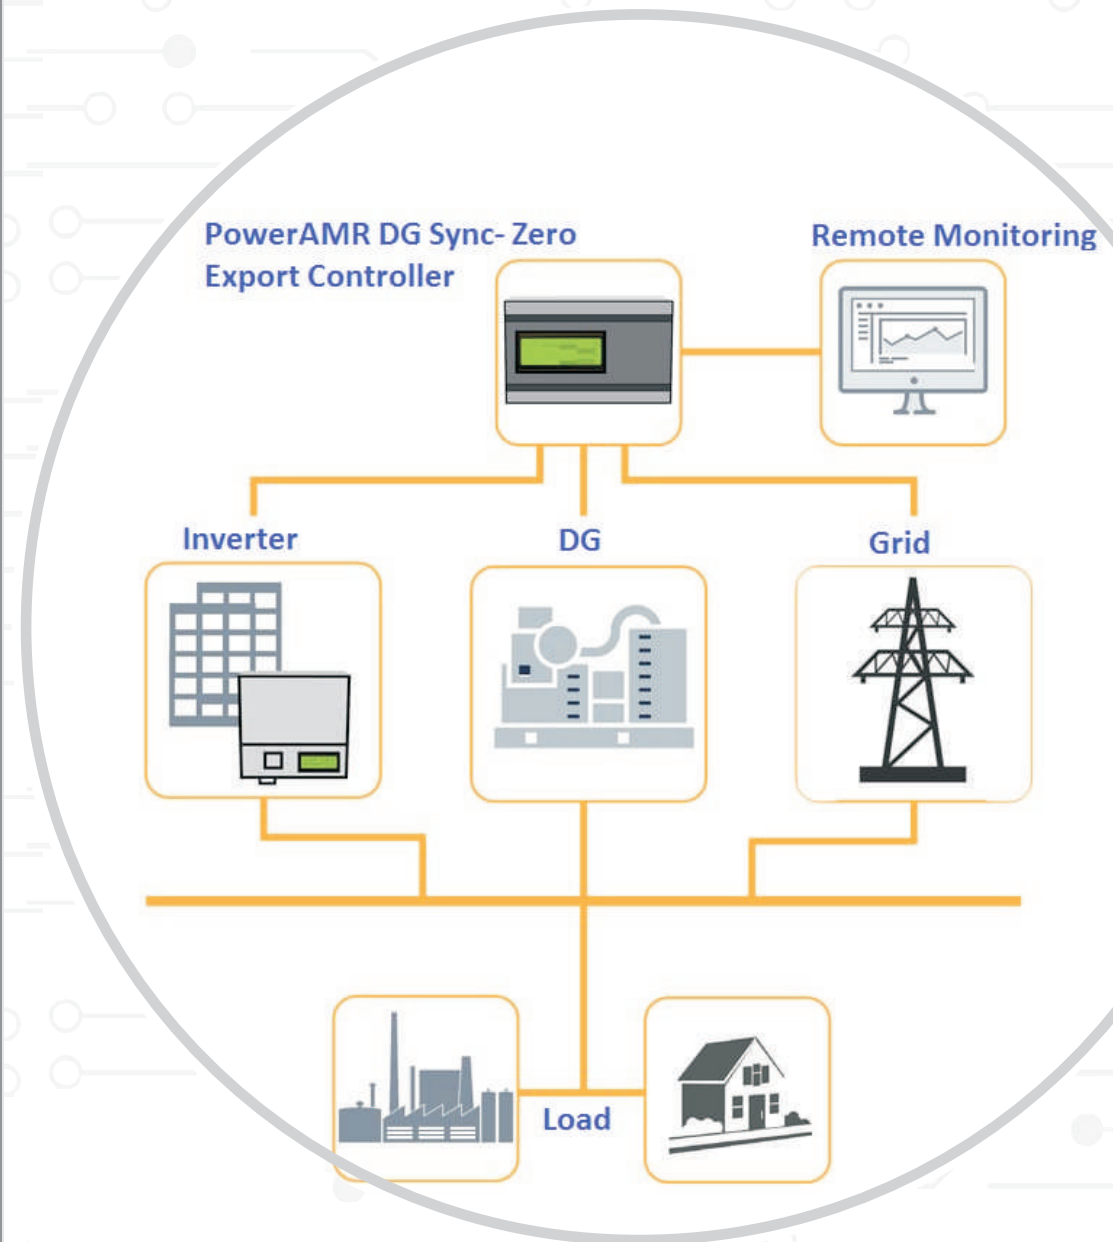 PowerAMR DG Sync- Zero
Export Controller
Remote Monitoring
Inverter
DG
Grid
Load